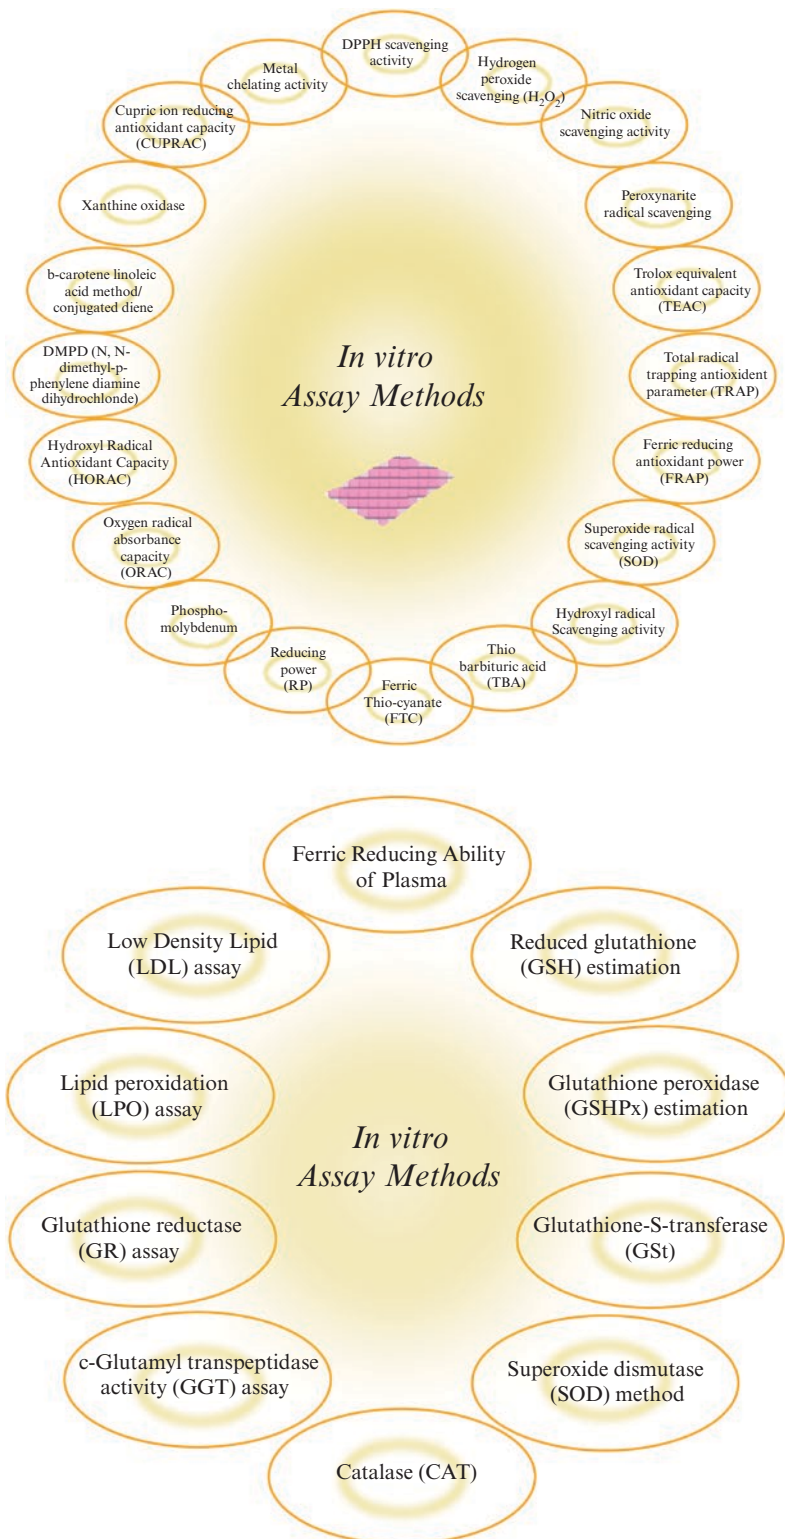 DPPH scavenging
activity
Hydrogen
peroxide
scavenging (H₂O₂)
Nitric oxide
scavenging activity
Peroxynarite
radical scavenging
Trolox equivalent
antioxidant capacity
(TEAC)
Total radical
trapping antioxident
parameter (TRAP)
Ferric reducing
antioxidant power
(FRAP)
Superoxide radical
scavenging activity
(SOD)
Hydroxyl radical
Scavenging activity
Thio
barbituric acid
(TBA)
Ferric
Thio-cyanate
(FTC)
Reducing
power
(RP)
Phospho-
molybdenum
Oxygen radical
absorbance
capacity
(ORAC)
Hydroxyl Radical
Antioxidant Capacity
(HORAC)
DMPD (N, N-
dimethyl-p-
phenylene diamine
dihydrochlonde)
b-carotene linoleic
acid method/
conjugated diene
Xanthine oxidase
Cupric ion reducing
antioxidant capacity
(CUPRAC)
Metal
chelating activity
In vitro
Assay Methods
Ferric Reducing Ability
of Plasma
Reduced glutathione
(GSH) estimation
Glutathione peroxidase
(GSHPx) estimation
Glutathione-S-transferase
(GSt)
Superoxide dismutase
(SOD) method
Catalase (CAT)
c-Glutamyl transpeptidase
activity (GGT) assay
Glutathione reductase
(GR) assay
Lipid peroxidation
(LPO) assay
Low Density Lipid
(LDL) assay
In vitro
Assay Methods